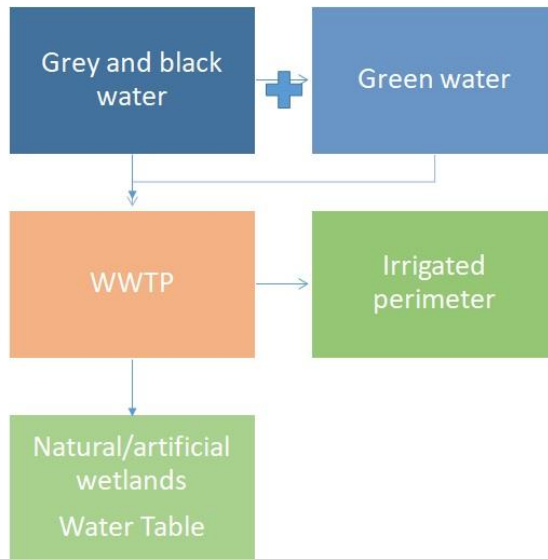 Grey and black
water
Green water
WWTP
Irrigated
perimeter
Natural/artificial
wetlands
Water Table